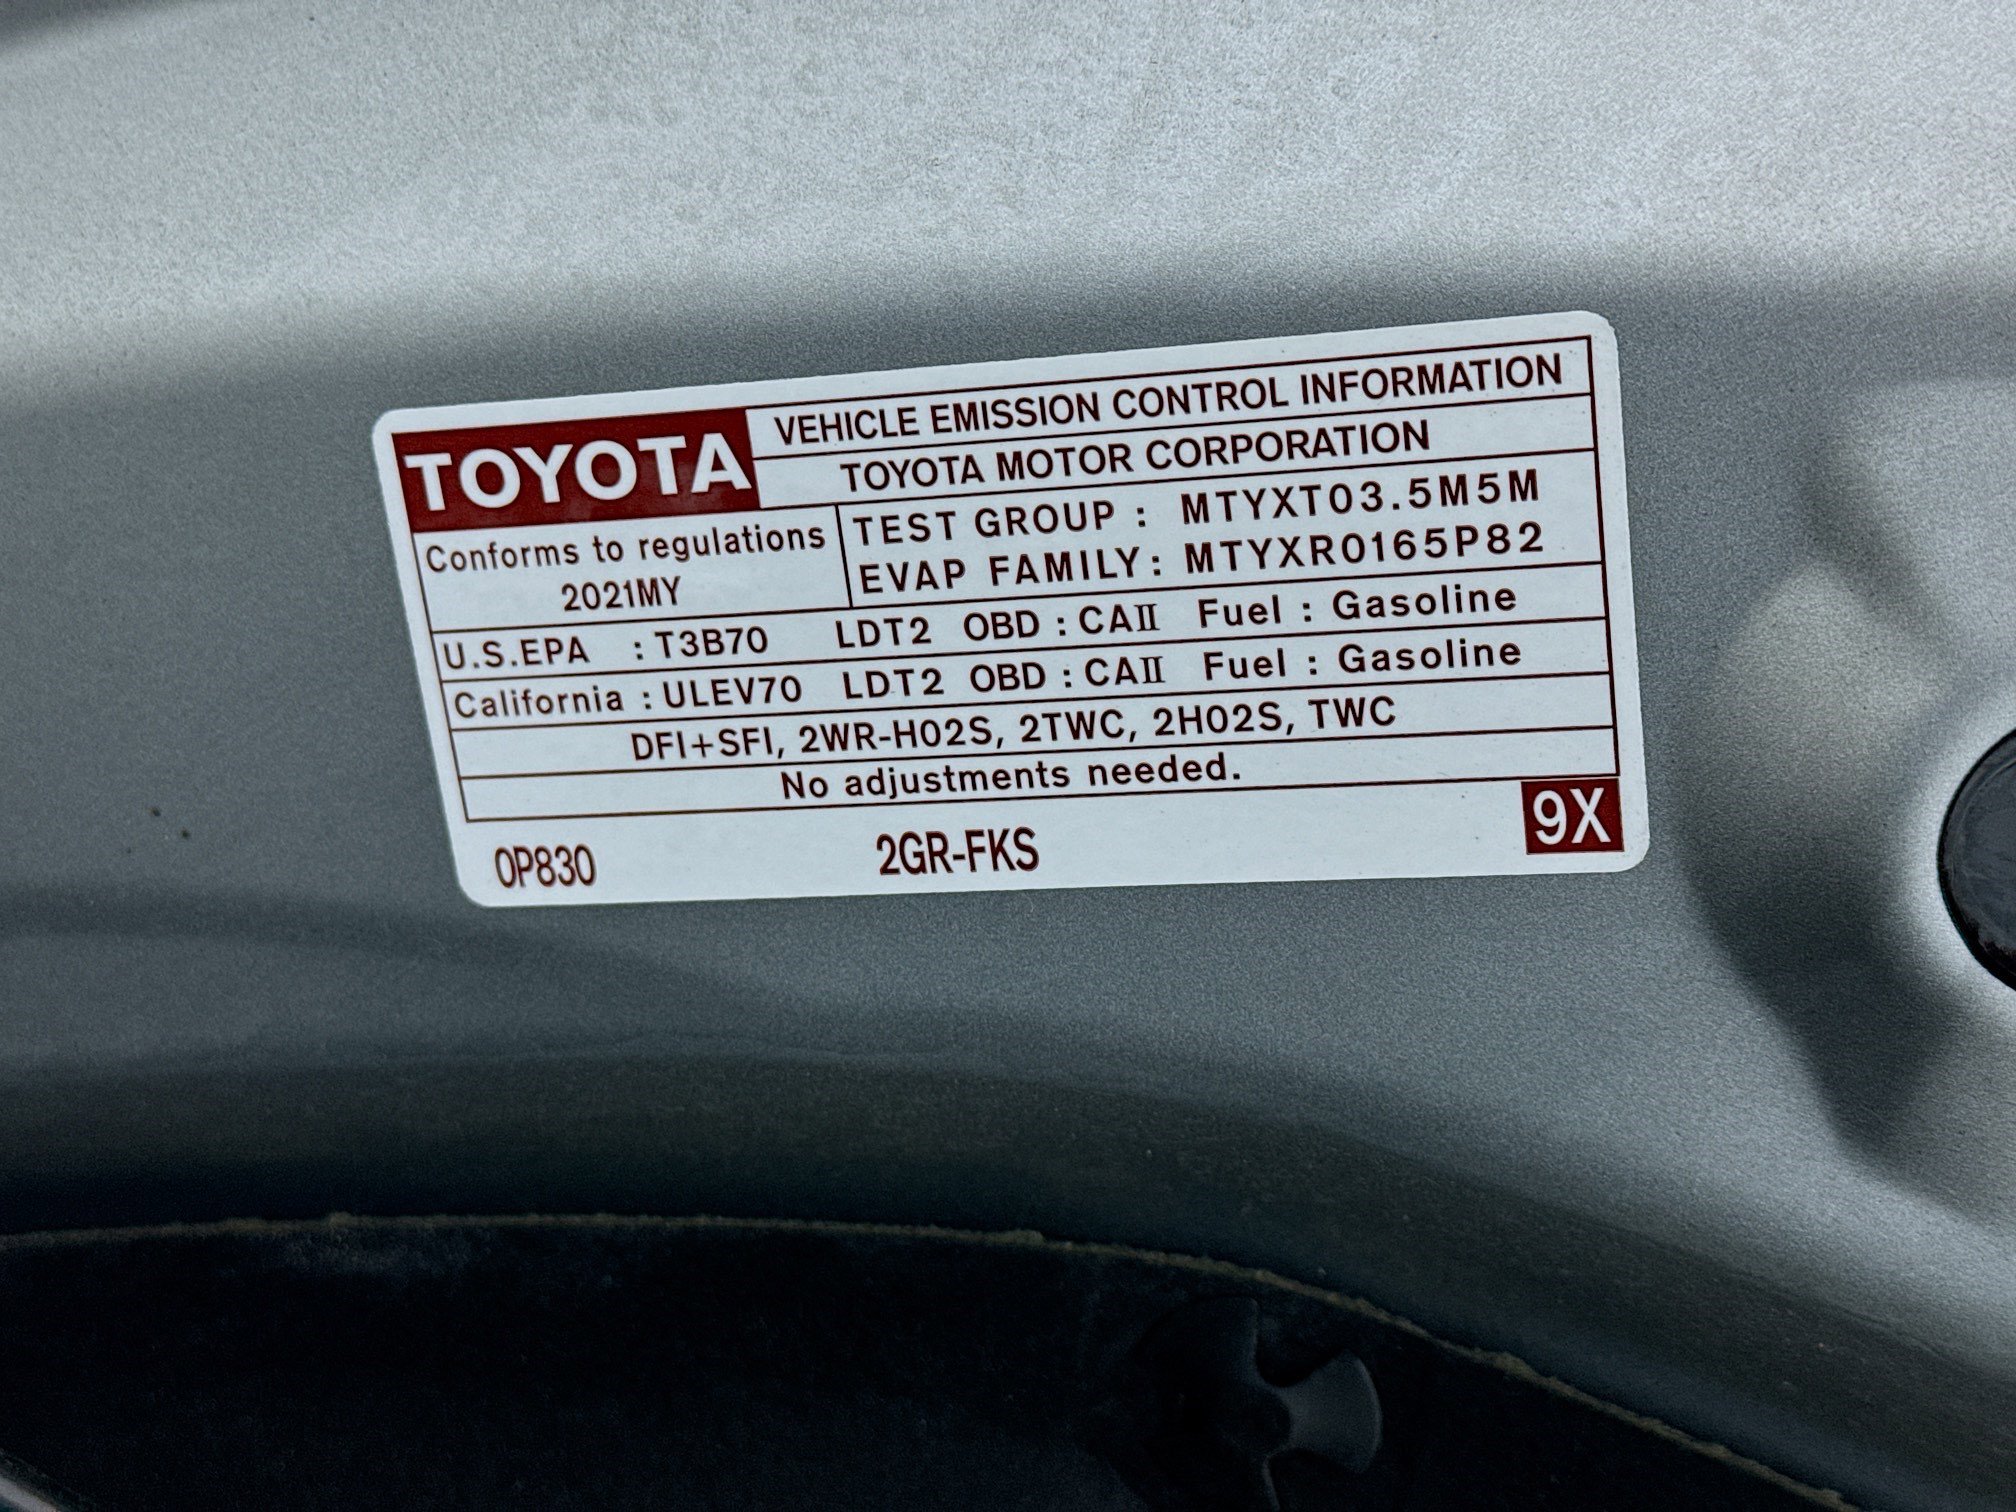 TOYOTA
VEHICLE EMISSION CONTROL INFORMATION
TOYOTA MOTOR CORPORATION
Conforms to regulations
2021MY
TEST GROUP : MTYXT03.5M5M
EVAP FAMILY: MTYXR0165P82
U.S.EPA : T3B70 LDT2 OBD : CAII Fuel : Gasoline
California : ULEV70 LDT2 OBD : CAII Fuel : Gasoline
DFI+SFI, 2WR-HO2S, 2TWC, 2HO2S, TWC
No adjustments needed.
0P830 2GR-FKS 9X